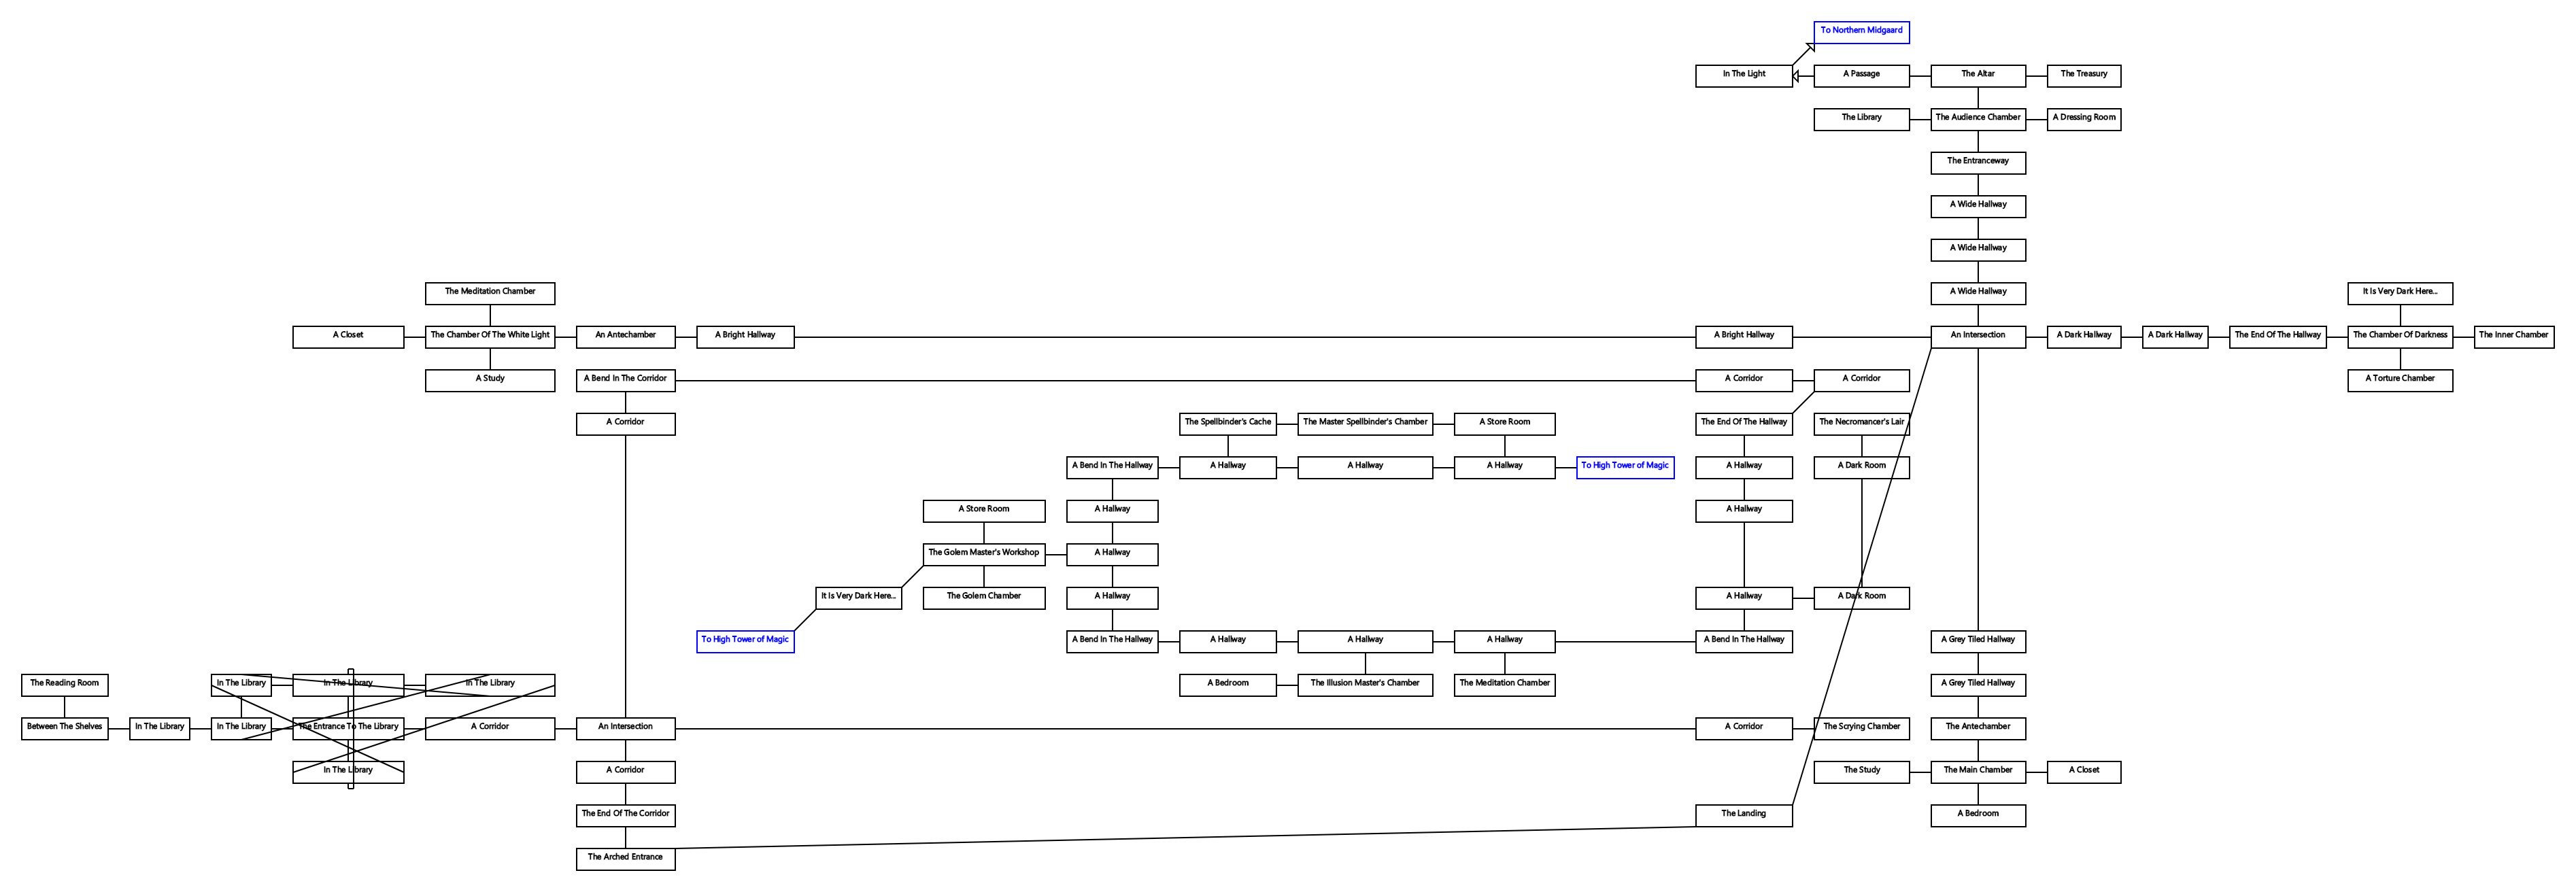 To Northern Midgaard
In The Light
A Passage
The Altar
The Treasury
The Library
The Audience Chamber
A Dressing Room
The Entranceway
A Wide Hallway
A Wide Hallway
The Meditation Chamber
A Wide Hallway
It Is Very Dark Here...
A Closet
The Chamber Of The White Light
An Antechamber
A Bright Hallway
A Bright Hallway
An Intersection
A Dark Hallway
A Dark Hallway
The End Of The Hallway
The Chamber Of Darkness
The Inner Chamber
A Study
A Bend In The Corridor
A Corridor
A Corridor
A Torture Chamber
A Corridor
The Spellbinder's Cache
The Master Spellbinder's Chamber
A Store Room
The End Of The Hallway
The Necromancer's Lair
A Bend In The Hallway
A Hallway
A Hallway
A Hallway
To High Tower of Magic
A Hallway
A Dark Room
A Store Room
A Hallway
A Hallway
The Golem Master's Workshop
A Hallway
It Is Very Dark Here...
The Golem Chamber
A Hallway
A Hallway
A Dark Room
To High Tower of Magic
A Bend In The Hallway
A Hallway
A Hallway
A Hallway
A Bend In The Hallway
A Grey Tiled Hallway
The Reading Room
In The Library
In The Library
In The Library
A Bedroom
The Illusion Master's Chamber
The Meditation Chamber
A Grey Tiled Hallway
Between The Shelves
In The Library
In The Library
The Entrance To The Library
A Corridor
An Intersection
A Corridor
The Scrying Chamber
The Antechamber
In The Library
A Corridor
The Study
The Main Chamber
A Closet
The End Of The Corridor
The Landing
A Bedroom
The Arched Entrance